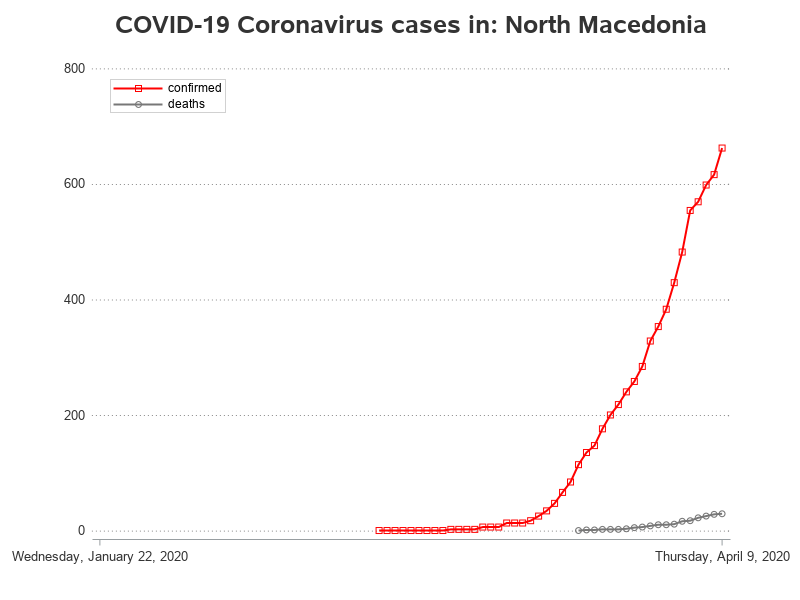 COVID-19 Coronavirus cases in: North Macedonia
800
confirmed
deaths
600
400
200
0
Wednesday, January 22, 2020
Thursday, April 9, 2020